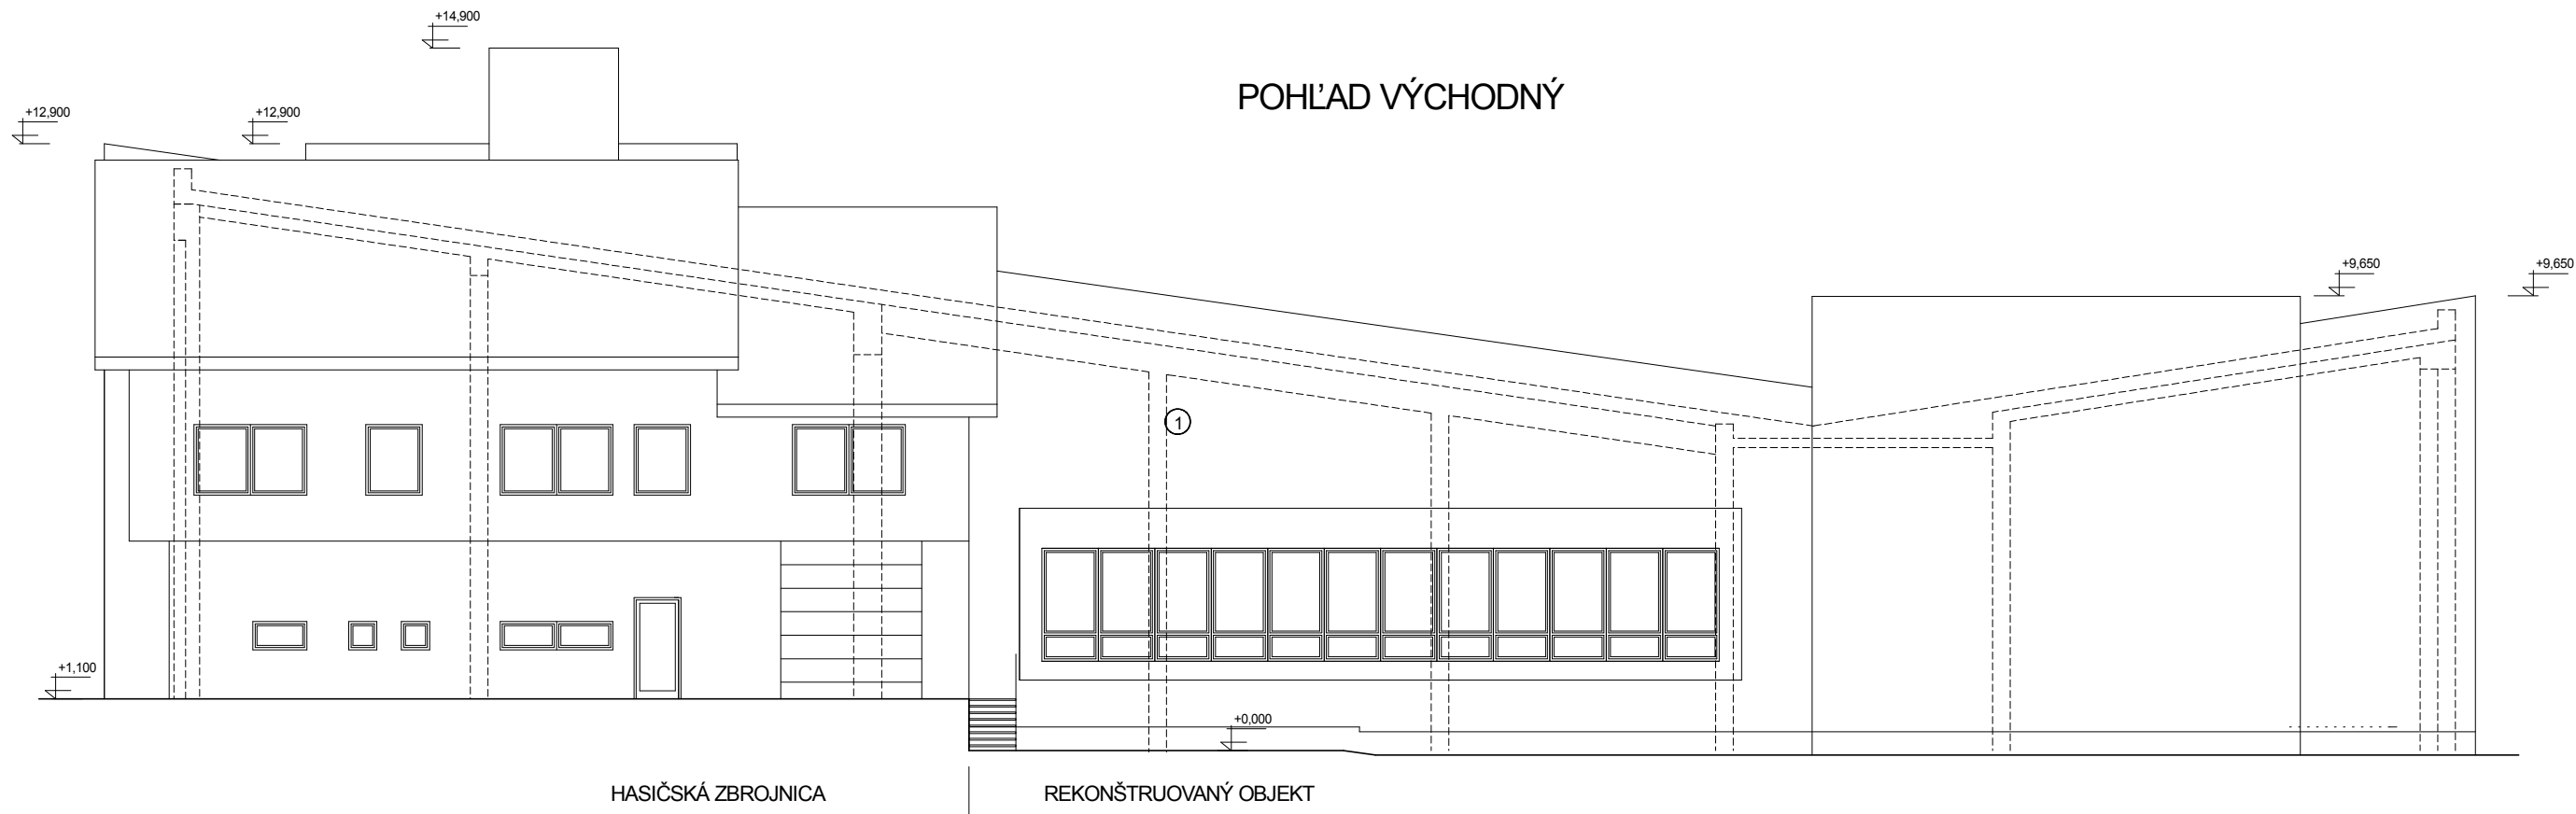 +14,900
POHĽAD VÝCHODNÝ
+12,900
+12,900
+9,650
+9,650
1
+1,100
+0,000
HASIČSKÁ ZBROJNICA
REKONŠTRUOVANÝ OBJEKT